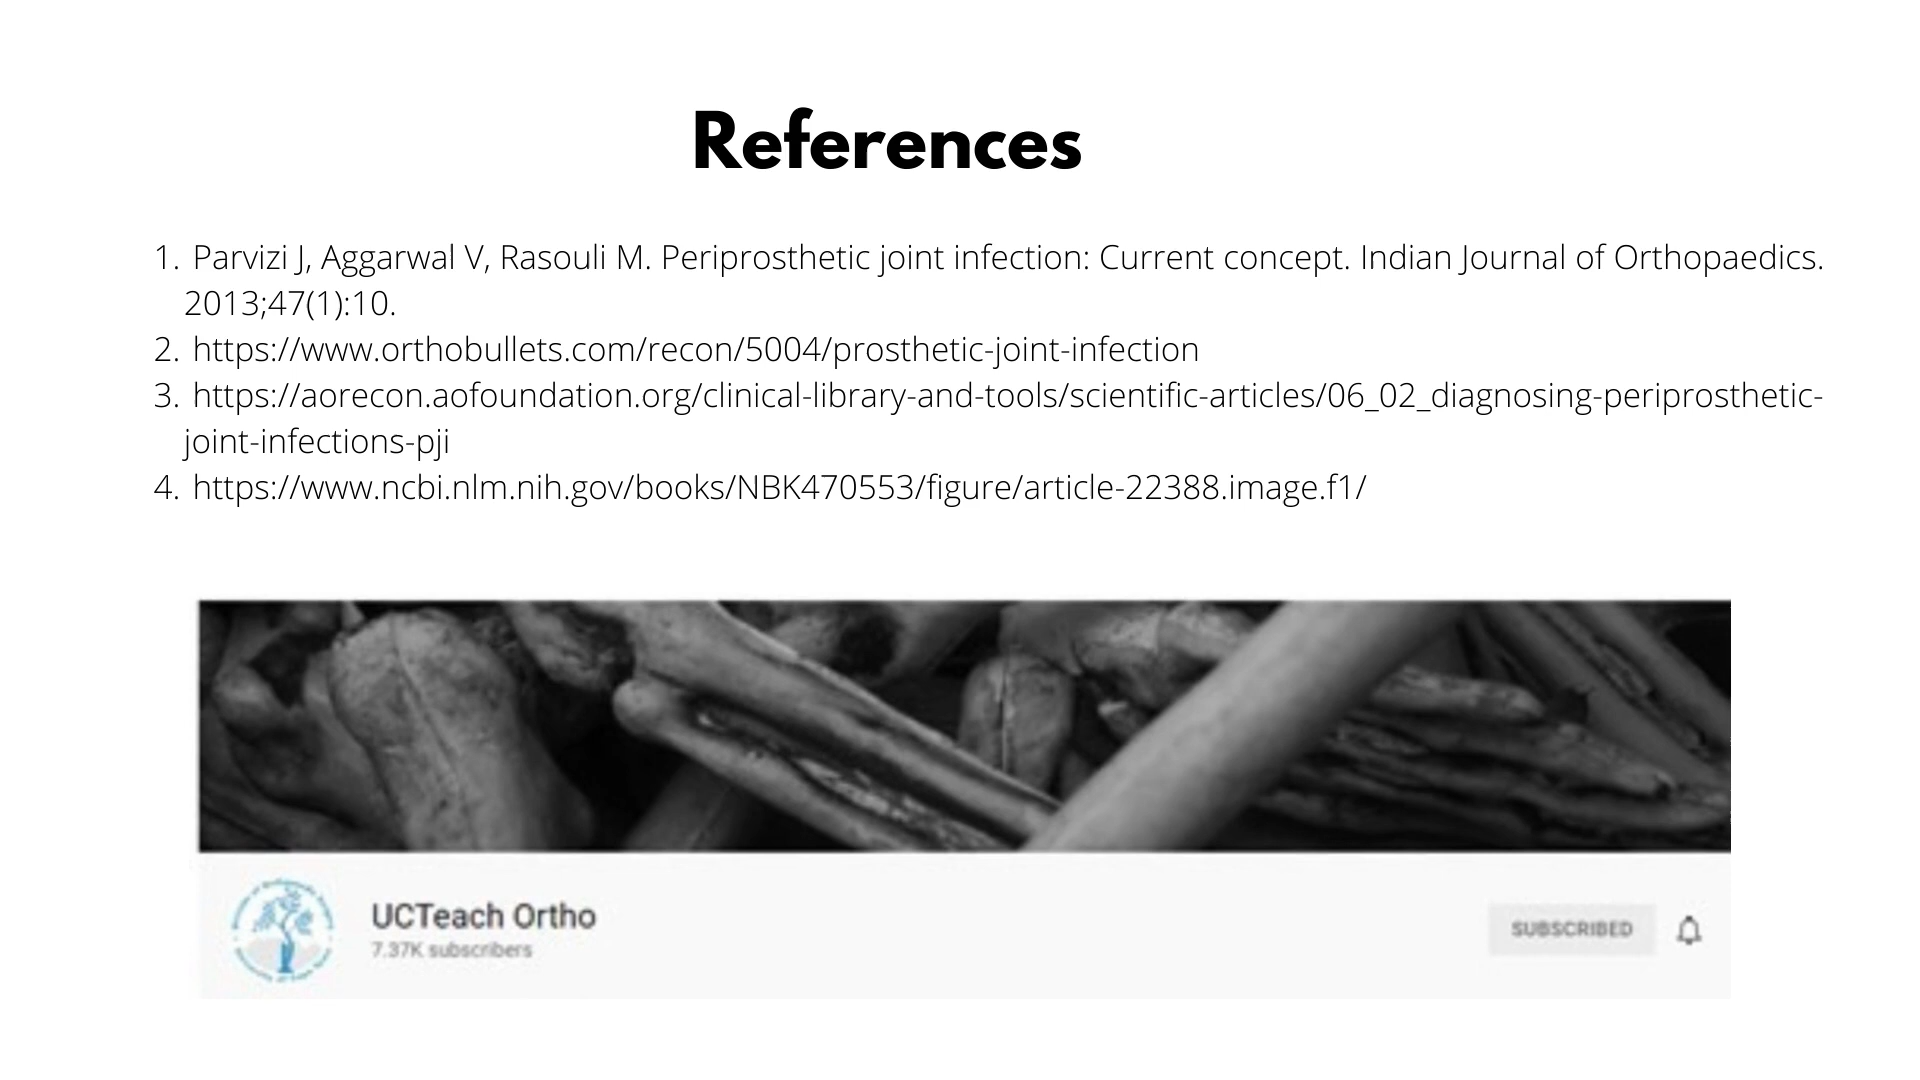 References
1. Parvizi J, Aggarwal V, Rasouli M. Periprosthetic joint infection: Current concept. Indian Journal of Orthopaedics.
2013;47(1):10.
2. https://www.orthobullets.com/recon/5004/prosthetic-joint-infection
3. https://aorecon.aofoundation.org/clinical-library-and-tools/scientific-articles/06_02_diagnosing-periprosthetic-
joint-infections-pji
4. https://www.ncbi.nlm.nih.gov/books/NBK470553/figure/article-22388.image.f1/
UCTeach Ortho
7.37K subscribers
SUBSCRIBED